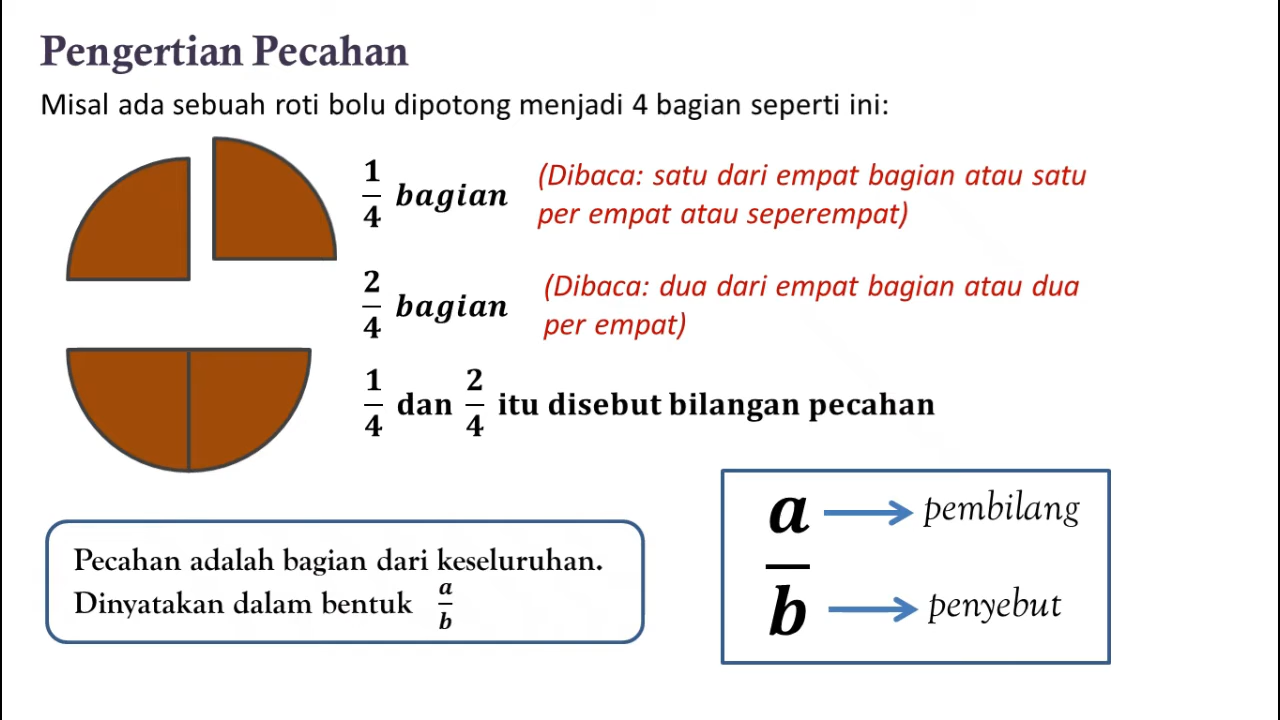 Pengertian Pecahan
Misal ada sebuah roti bolu dipotong menjadi 4 bagian seperti ini:
1/4 bagian
(Dibaca: satu dari empat bagian atau satu
per empat atau seperempat)
2/4 bagian
(Dibaca: dua dari empat bagian atau dua
per empat)
1/4 dan 2/4 itu disebut bilangan pecahan
Pecahan adalah bagian dari keseluruhan.
Dinyatakan dalam bentuk a/b
a → pembilang
b → penyebut